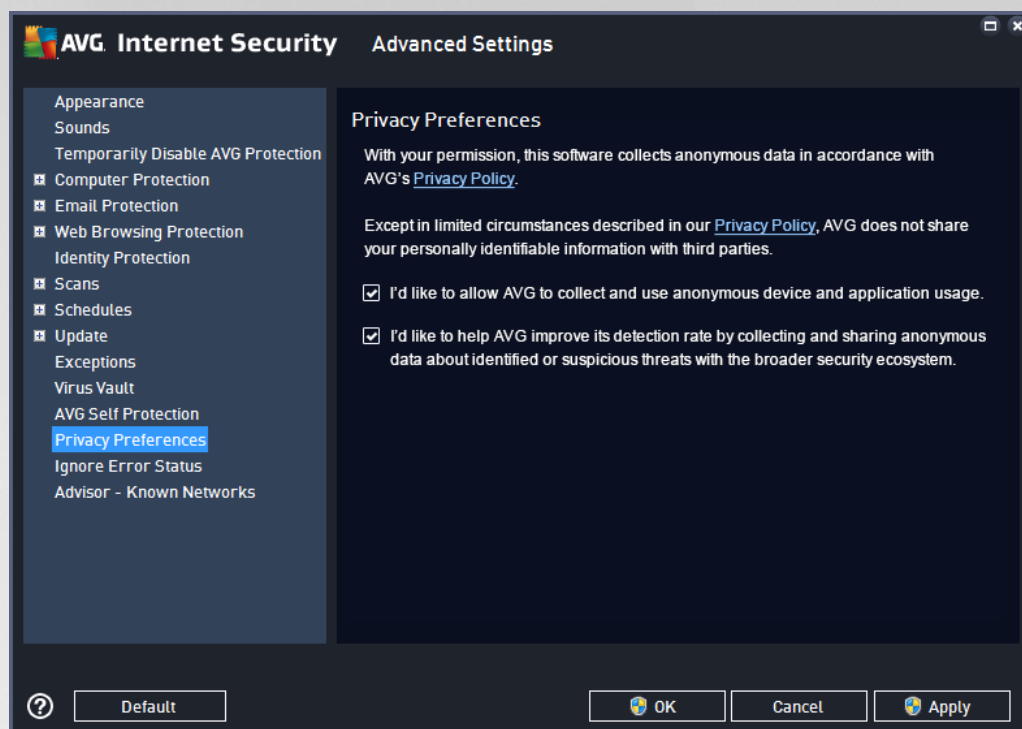 AVG. Internet Security
Advanced Settings
Appearance
Sounds
Temporarily Disable AVG Protection
Computer Protection
Email Protection
Web Browsing Protection
Identity Protection
Scans
Schedules
Update
Exceptions
Virus Vault
AVG Self Protection
Privacy Preferences
Ignore Error Status
Advisor - Known Networks
Privacy Preferences
With your permission, this software collects anonymous data in accordance with
AVG's Privacy Policy.
Except in limited circumstances described in our Privacy Policy, AVG does not share
your personally identifiable information with third parties.
I'd like to allow AVG to collect and use anonymous device and application usage.
I'd like to help AVG improve its detection rate by collecting and sharing anonymous
data about identified or suspicious threats with the broader security ecosystem.
?
Default
OK
Cancel
Apply